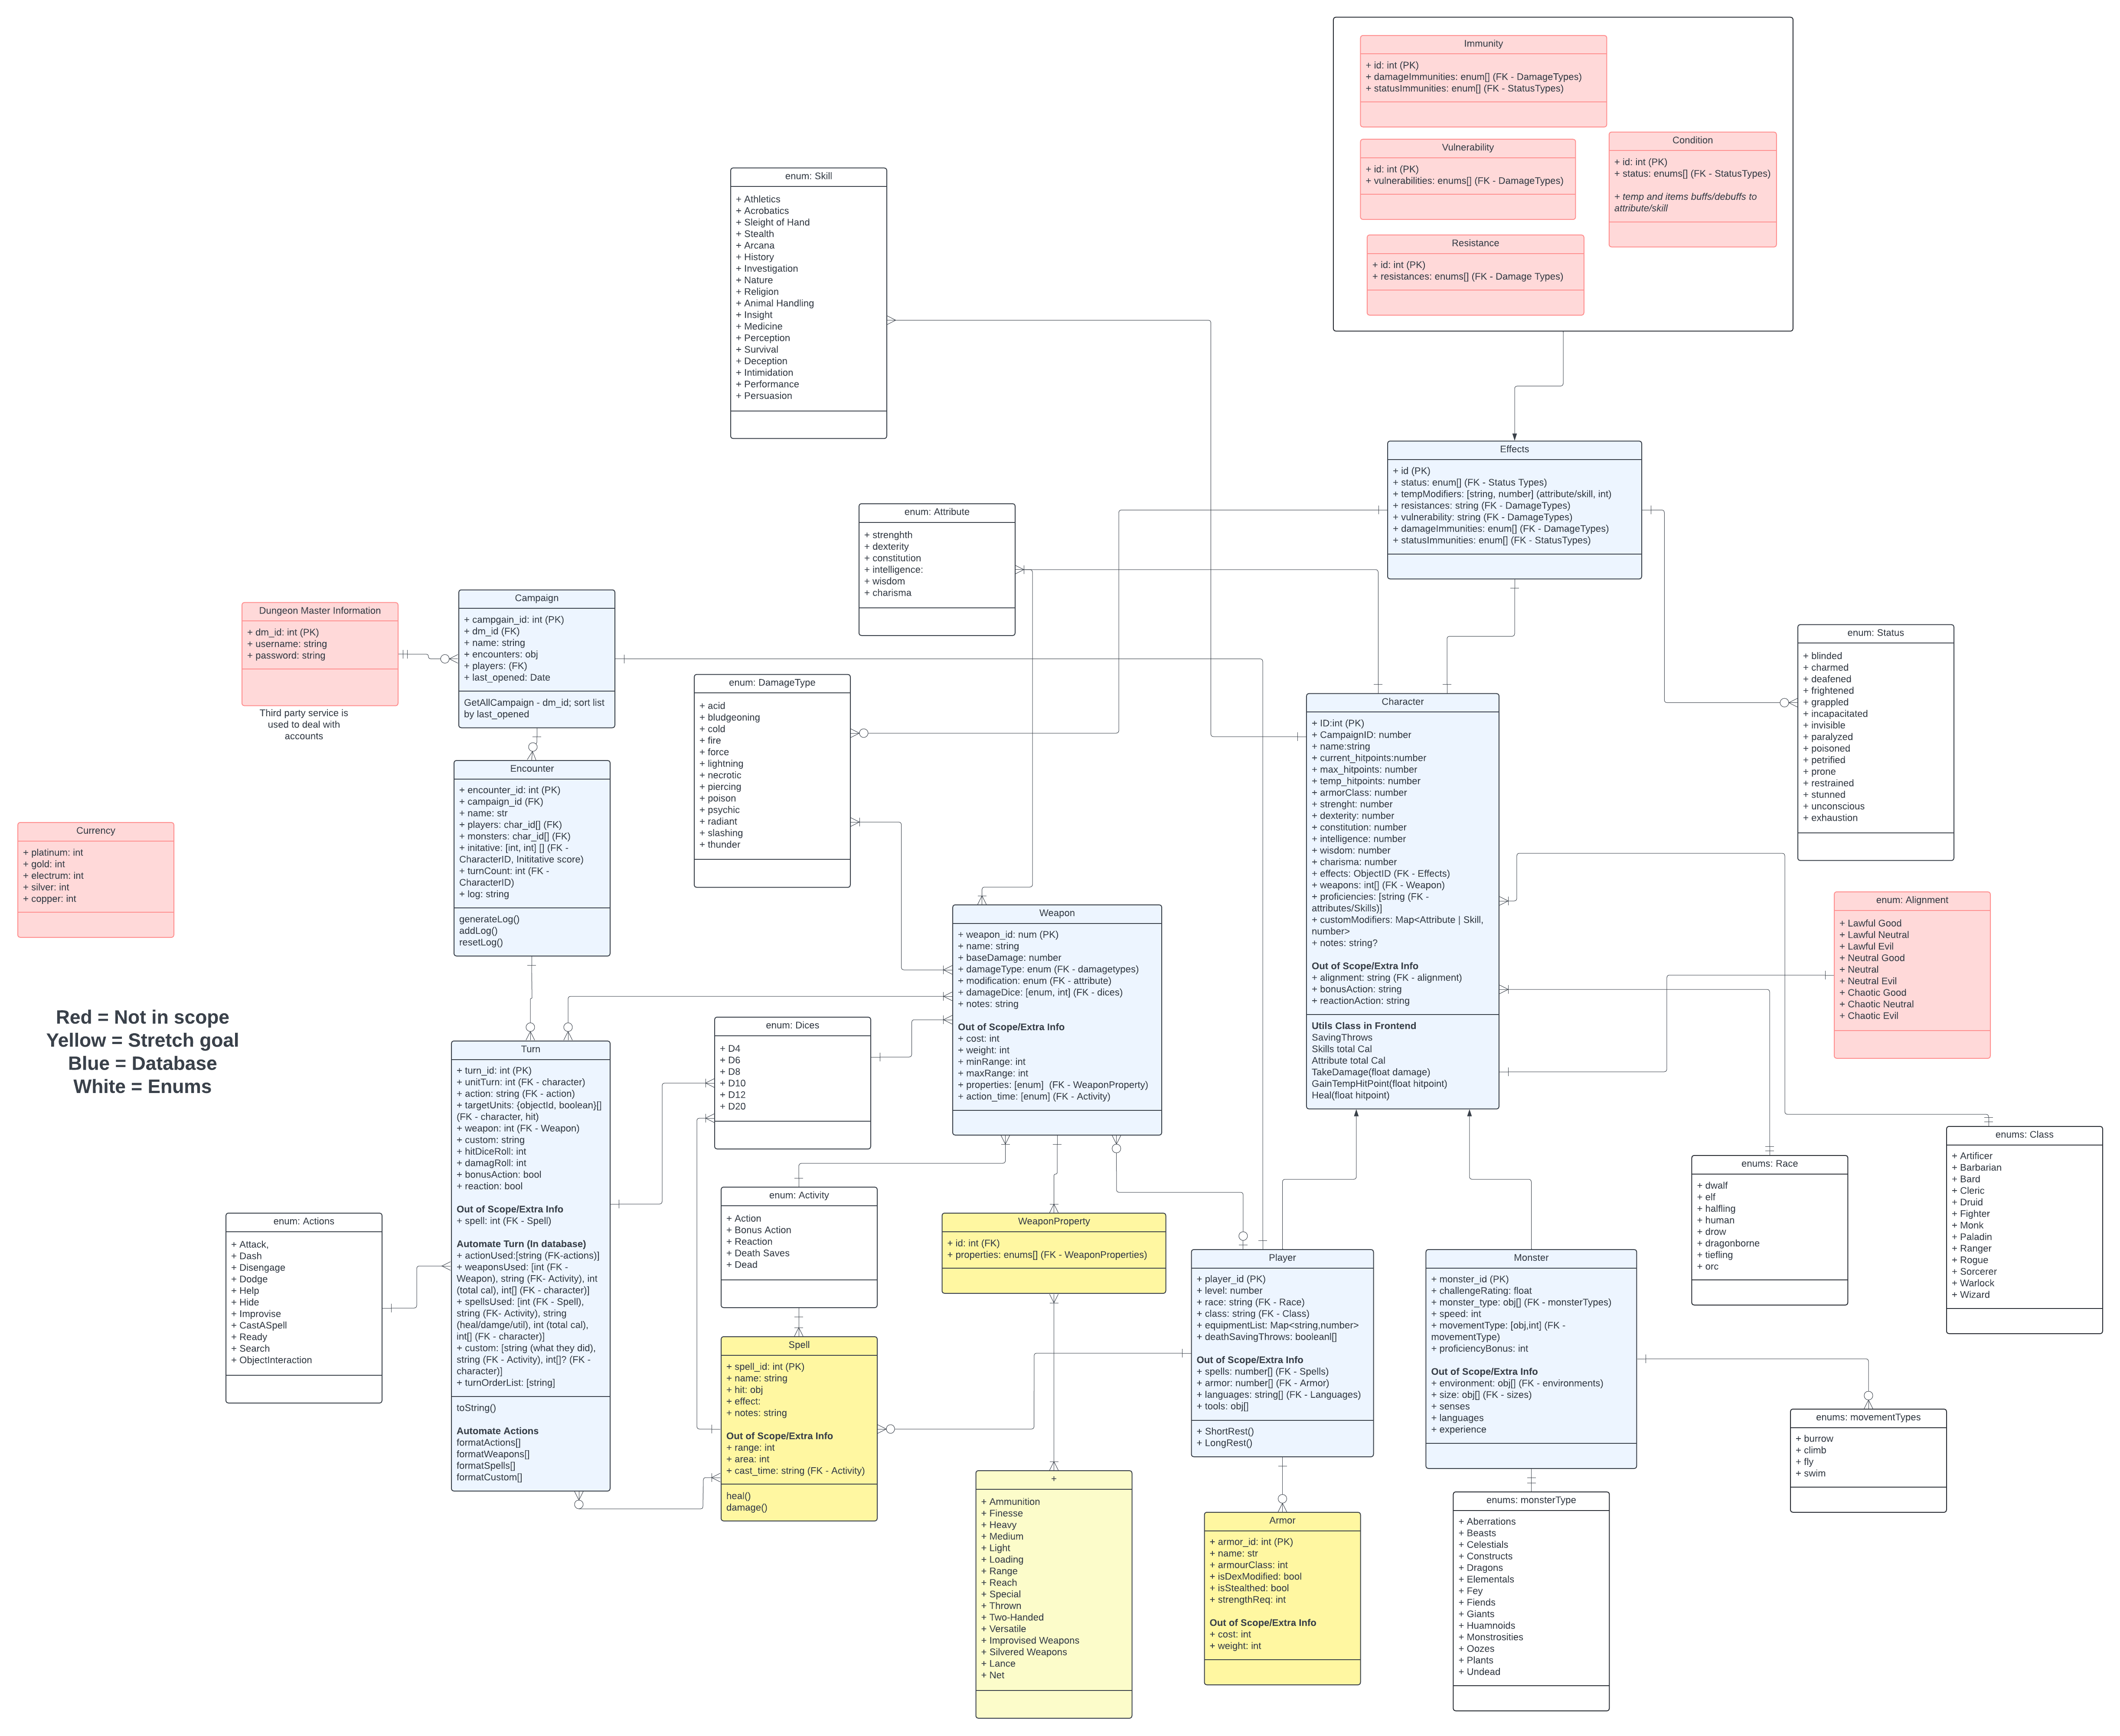 Immunity
+ id: int (PK)
+ damageImmunities: enum[] (FK - DamageTypes)
+ statusImmunities: enum[] (FK - StatusTypes)
Vulnerability
+ id: int (PK)
+ vulnerabilities: enums[] (FK - DamageTypes)
Condition
+ id: int (PK)
+ status: enums[] (FK - StatusTypes)
+ temp and items buffs/debuffs to
attribute/skill
Resistance
+ id: int (PK)
+ resistances: enums[] (FK - Damage Types)
enum: Skill
+ Athletics
+ Acrobatics
+ Sleight of Hand
+ Stealth
+ Arcana
+ History
+ Investigation
+ Nature
+ Religion
+ Animal Handling
+ Insight
+ Medicine
+ Perception
+ Survival
+ Deception
+ Intimidation
+ Performance
+ Persuasion
Effects
+ id (PK)
+ status: enum[] (FK - Status Types)
+ tempModifiers: [string, number] (attribute/skill, int)
+ resistances: string (FK - DamageTypes)
+ vulnerability: string (FK - DamageTypes)
+ damageImmunities: enum[] (FK - DamageTypes)
+ statusImmunities: enum[] (FK - StatusTypes)
enum: Attribute
+ strenghth
+ dexterity
+ constitution
+ intelligence:
+ wisdom
+ charisma
Dungeon Master Information
+ dm_id: int (PK)
+ username: string
+ password: string
Third party service is
used to deal with
accounts
Campaign
+ campgain_id: int (PK)
+ dm_id (FK)
+ name: string
+ encounters: obj
+ players: (FK)
+ last_opened: Date
GetAllCampaign - dm_id; sort list
by last_opened
enum: Status
+ blinded
+ charmed
+ deafened
+ frightened
+ grappled
+ incapacitated
+ invisible
+ paralyzed
+ poisoned
+ petrified
+ prone
+ restrained
+ stunned
+ unconscious
+ exhaustion
enum: DamageType
+ acid
+ bludgeoning
+ cold
+ fire
+ force
+ lightning
+ necrotic
+ piercing
+ poison
+ psychic
+ radiant
+ slashing
+ thunder
Character
+ ID:int (PK)
+ CampaignID: number
+ name:string
+ current_hitpoints:number
+ max_hitpoints: number
+ temp_hitpoints: number
+ armorClass: number
+ strenght: number
+ dexterity: number
+ constitution: number
+ intelligence: number
+ wisdom: number
+ charisma: number
+ effects: ObjectID (FK - Effects)
+ weapons: int[] (FK - Weapon)
+ proficiencies: [string (FK -
attributes/Skills)]
+ customModifiers: Map<Attribute | Skill,
number>
+ notes: string?
Out of Scope/Extra Info
+ alignment: string (FK - alignment)
+ bonusAction: string
+ reactionAction: string
Utils Class in Frontend
SavingThrows
Skills total Cal
Attribute total Cal
TakeDamage(float damage)
GainTempHitPoint(float hitpoint)
Heal(float hitpoint)
Encounter
+ encounter_id: int (PK)
+ campaign_id (FK)
+ name: str
+ players: char_id[] (FK)
+ monsters: char_id[] (FK)
+ initative: [int, int] [] (FK -
CharacterID, Inititative score)
+ turnCount: int (FK -
CharacterID)
+ log: string
generateLog()
addLog()
resetLog()
Currency
+ platinum: int
+ gold: int
+ electrum: int
+ silver: int
+ copper: int
enum: Alignment
+ Lawful Good
+ Lawful Neutral
+ Lawful Evil
+ Neutral Good
+ Neutral
+ Neutral Evil
+ Chaotic Good
+ Chaotic Neutral
+ Chaotic Evil
Weapon
+ weapon_id: num (PK)
+ name: string
+ baseDamage: number
+ damageType: enum (FK - damagetypes)
+ modification: enum (FK - attribute)
+ damageDice: [enum, int] (FK - dices)
+ notes: string
Out of Scope/Extra Info
+ cost: int
+ weight: int
+ minRange: int
+ maxRange: int
+ properties: [enum]  (FK - WeaponProperty)
+ action_time: [enum] (FK - Activity)
Red = Not in scope
Yellow = Stretch goal
Blue = Database
White = Enums
enum: Dices
+ D4
+ D6
+ D8
+ D10
+ D12
+ D20
Turn
+ turn_id: int (PK)
+ unitTurn: int (FK - character)
+ action: string (FK - action)
+ targetUnits: {objectId, boolean}[]
(FK - character, hit)
+ weapon: int (FK - Weapon)
+ custom: string
+ hitDiceRoll: int
+ damagRoll: int
+ bonusAction: bool
+ reaction: bool
Out of Scope/Extra Info
+ spell: int (FK - Spell)
Automate Turn (In database)
+ actionUsed:[string (FK-actions)]
+ weaponsUsed: [int (FK -
Weapon), string (FK- Activity), int
(total cal), int[] (FK - character)]
+ spellsUsed: [int (FK - Spell),
string (FK- Activity), string
(heal/damge/util), int (total cal),
int[] (FK - character)]
+ custom: [string (what they did),
string (FK - Activity), int[]? (FK -
character)]
+ turnOrderList: [string]
toString()
Automate Actions
formatActions[]
formatWeapons[]
formatSpells[]
formatCustom[]
enums: Class
+ Artificer
+ Barbarian
+ Bard
+ Cleric
+ Druid
+ Fighter
+ Monk
+ Paladin
+ Ranger
+ Rogue
+ Sorcerer
+ Warlock
+ Wizard
enums: Race
+ dwalf
+ elf
+ halfling
+ human
+ drow
+ dragonborne
+ tiefling
+ orc
enum: Activity
+ Action
+ Bonus Action
+ Reaction
+ Death Saves
+ Dead
enum: Actions
+ Attack,
+ Dash
+ Disengage
+ Dodge
+ Help
+ Hide
+ Improvise
+ CastASpell
+ Ready
+ Search
+ ObjectInteraction
WeaponProperty
+ id: int (FK)
+ properties: enums[] (FK - WeaponProperties)
Player
+ player_id (PK)
+ level: number
+ race: string (FK - Race)
+ class: string (FK - Class)
+ equipmentList: Map<string,number>
+ deathSavingThrows: booleanl[]
Out of Scope/Extra Info
+ spells: number[] (FK - Spells)
+ armor: number[] (FK - Armor)
+ languages: string[] (FK - Languages)
+ tools: obj[]
+ ShortRest()
+ LongRest()
Monster
+ monster_id (PK)
+ challengeRating: float
+ monster_type: obj[] (FK - monsterTypes)
+ speed: int
+ movementType: [obj,int] (FK -
movementType)
+ proficiencyBonus: int
Out of Scope/Extra Info
+ environment: obj[] (FK - environments)
+ size: obj[] (FK - sizes)
+ senses
+ languages
+ experience
Spell
+ spell_id: int (PK)
+ name: string
+ hit: obj
+ effect:
+ notes: string
Out of Scope/Extra Info
+ range: int
+ area: int
+ cast_time: string (FK - Activity)
heal()
damage()
enums: movementTypes
+ burrow
+ climb
+ fly
+ swim
+
+ Ammunition
+ Finesse
+ Heavy
+ Medium
+ Light
+ Loading
+ Range
+ Reach
+ Special
+ Thrown
+ Two-Handed
+ Versatile
+ Improvised Weapons
+ Silvered Weapons
+ Lance
+ Net
enums: monsterType
+ Aberrations
+ Beasts
+ Celestials
+ Constructs
+ Dragons
+ Elementals
+ Fey
+ Fiends
+ Giants
+ Huamnoids
+ Monstrosities
+ Oozes
+ Plants
+ Undead
Armor
+ armor_id: int (PK)
+ name: str
+ armourClass: int
+ isDexModified: bool
+ isStealthed: bool
+ strengthReq: int
Out of Scope/Extra Info
+ cost: int
+ weight: int